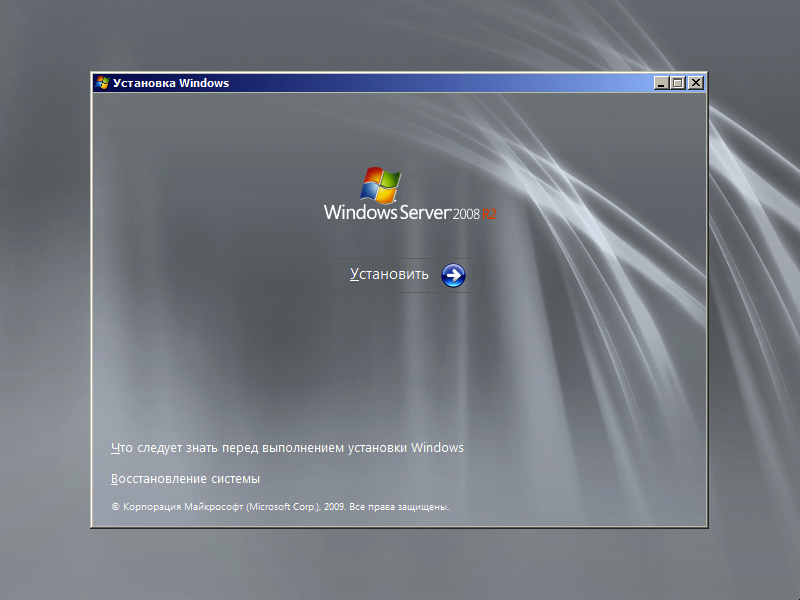 Установка Windows
Windows Server 2008 R2
Установить
Что следует знать перед выполнением установки Windows
Восстановление системы
© Корпорация Майкрософт (Microsoft Corp.), 2009. Все права защищены.